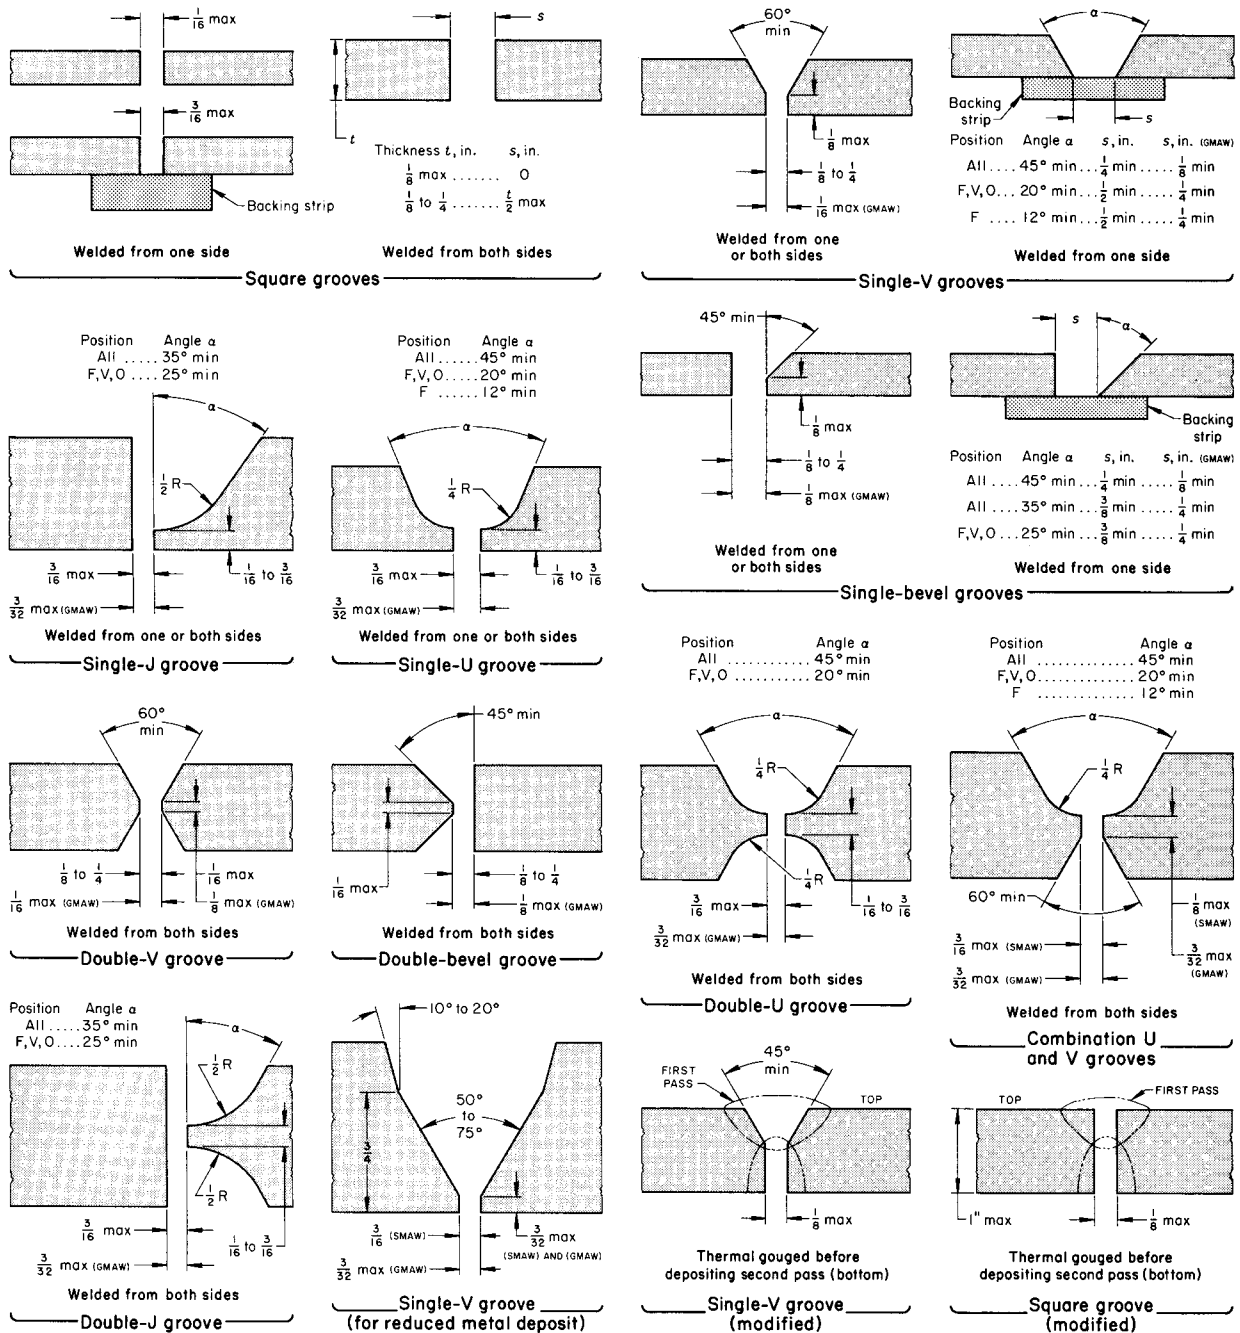 1/16 max
3/16 max
Backing strip
Welded from one side
s
t
Thickness t, in. s, in.
1/8 max ....... 0
1/8 to 1/4 ...... t/2 max
Welded from both sides
Square grooves
60° min
1/8 max
1/8 to 1/4
1/16 max (GMAW)
Welded from one
or both sides
α
Backing
strip
s
Position Angle α s, in. s, in. (GMAW)
All .... 45° min ... 1/4 min ..... 1/8 min
F,V,O .. 20° min ... 1/2 min ..... 1/4 min
F .... 12° min ... 1/2 min ..... 1/4 min
Welded from one side
Single-V grooves
Position Angle α
All ..... 35° min
F,V,O .... 25° min
α
1/2 R
3/16 max
1/16 to 3/16
3/32 max (GMAW)
Welded from one or both sides
Single-J groove
Position Angle α
All ...... 45° min
F,V,O .... 20° min
F ...... 12° min
α
1/4 R
3/16 max
1/16 to 3/16
3/32 max (GMAW)
Welded from one or both sides
Single-U groove
45° min
1/8 max
1/8 to 1/4
1/8 max (GMAW)
Welded from one
or both sides
s
α
Backing
strip
Position Angle α s, in. s, in. (GMAW)
All .... 45° min ... 1/4 min ..... 1/8 min
All .... 35° min ... 3/8 min ..... 1/4 min
F,V,O .. 25° min ... 3/8 min ..... 1/4 min
Welded from one side
Single-bevel grooves
60°
min
1/8 to 1/4
1/16 max
1/16 max (GMAW)
1/8 max (GMAW)
Welded from both sides
Double-V groove
45° min
1/16 max
1/8 to 1/4
1/8 max (GMAW)
Welded from both sides
Double-bevel groove
Position Angle α
All ............ 45° min
F,V,O ........... 20° min
α
1/4 R
1/4 R
3/16 max
1/16 to 3/16
3/32 max (GMAW)
Welded from both sides
Double-U groove
Position Angle α
All ............ 45° min
F,V,O ........... 20° min
F ............ 12° min
α
1/4 R
60° min
1/8 max
(SMAW)
3/16 max (SMAW)
3/32 max
(GMAW)
3/32 max (GMAW)
Welded from both sides
Combination U
and V grooves
Position Angle α
All ..... 35° min
F,V,O .... 25° min
α
1/2 R
1/2 R
3/16 max
1/16 to 3/16
3/32 max (GMAW)
Welded from both sides
Double-J groove
10° to 20°
50°
to
75°
3/4
3/16 (SMAW)
3/32 max
(SMAW) AND (GMAW)
3/32 max (GMAW)
Single-V groove
(for reduced metal deposit)
45°
min
FIRST
PASS
TOP
1/8 max
Thermal gouged before
depositing second pass (bottom)
Single-V groove
(modified)
TOP
FIRST PASS
1" max
1/8 max
Thermal gouged before
depositing second pass (bottom)
Square groove
(modified)